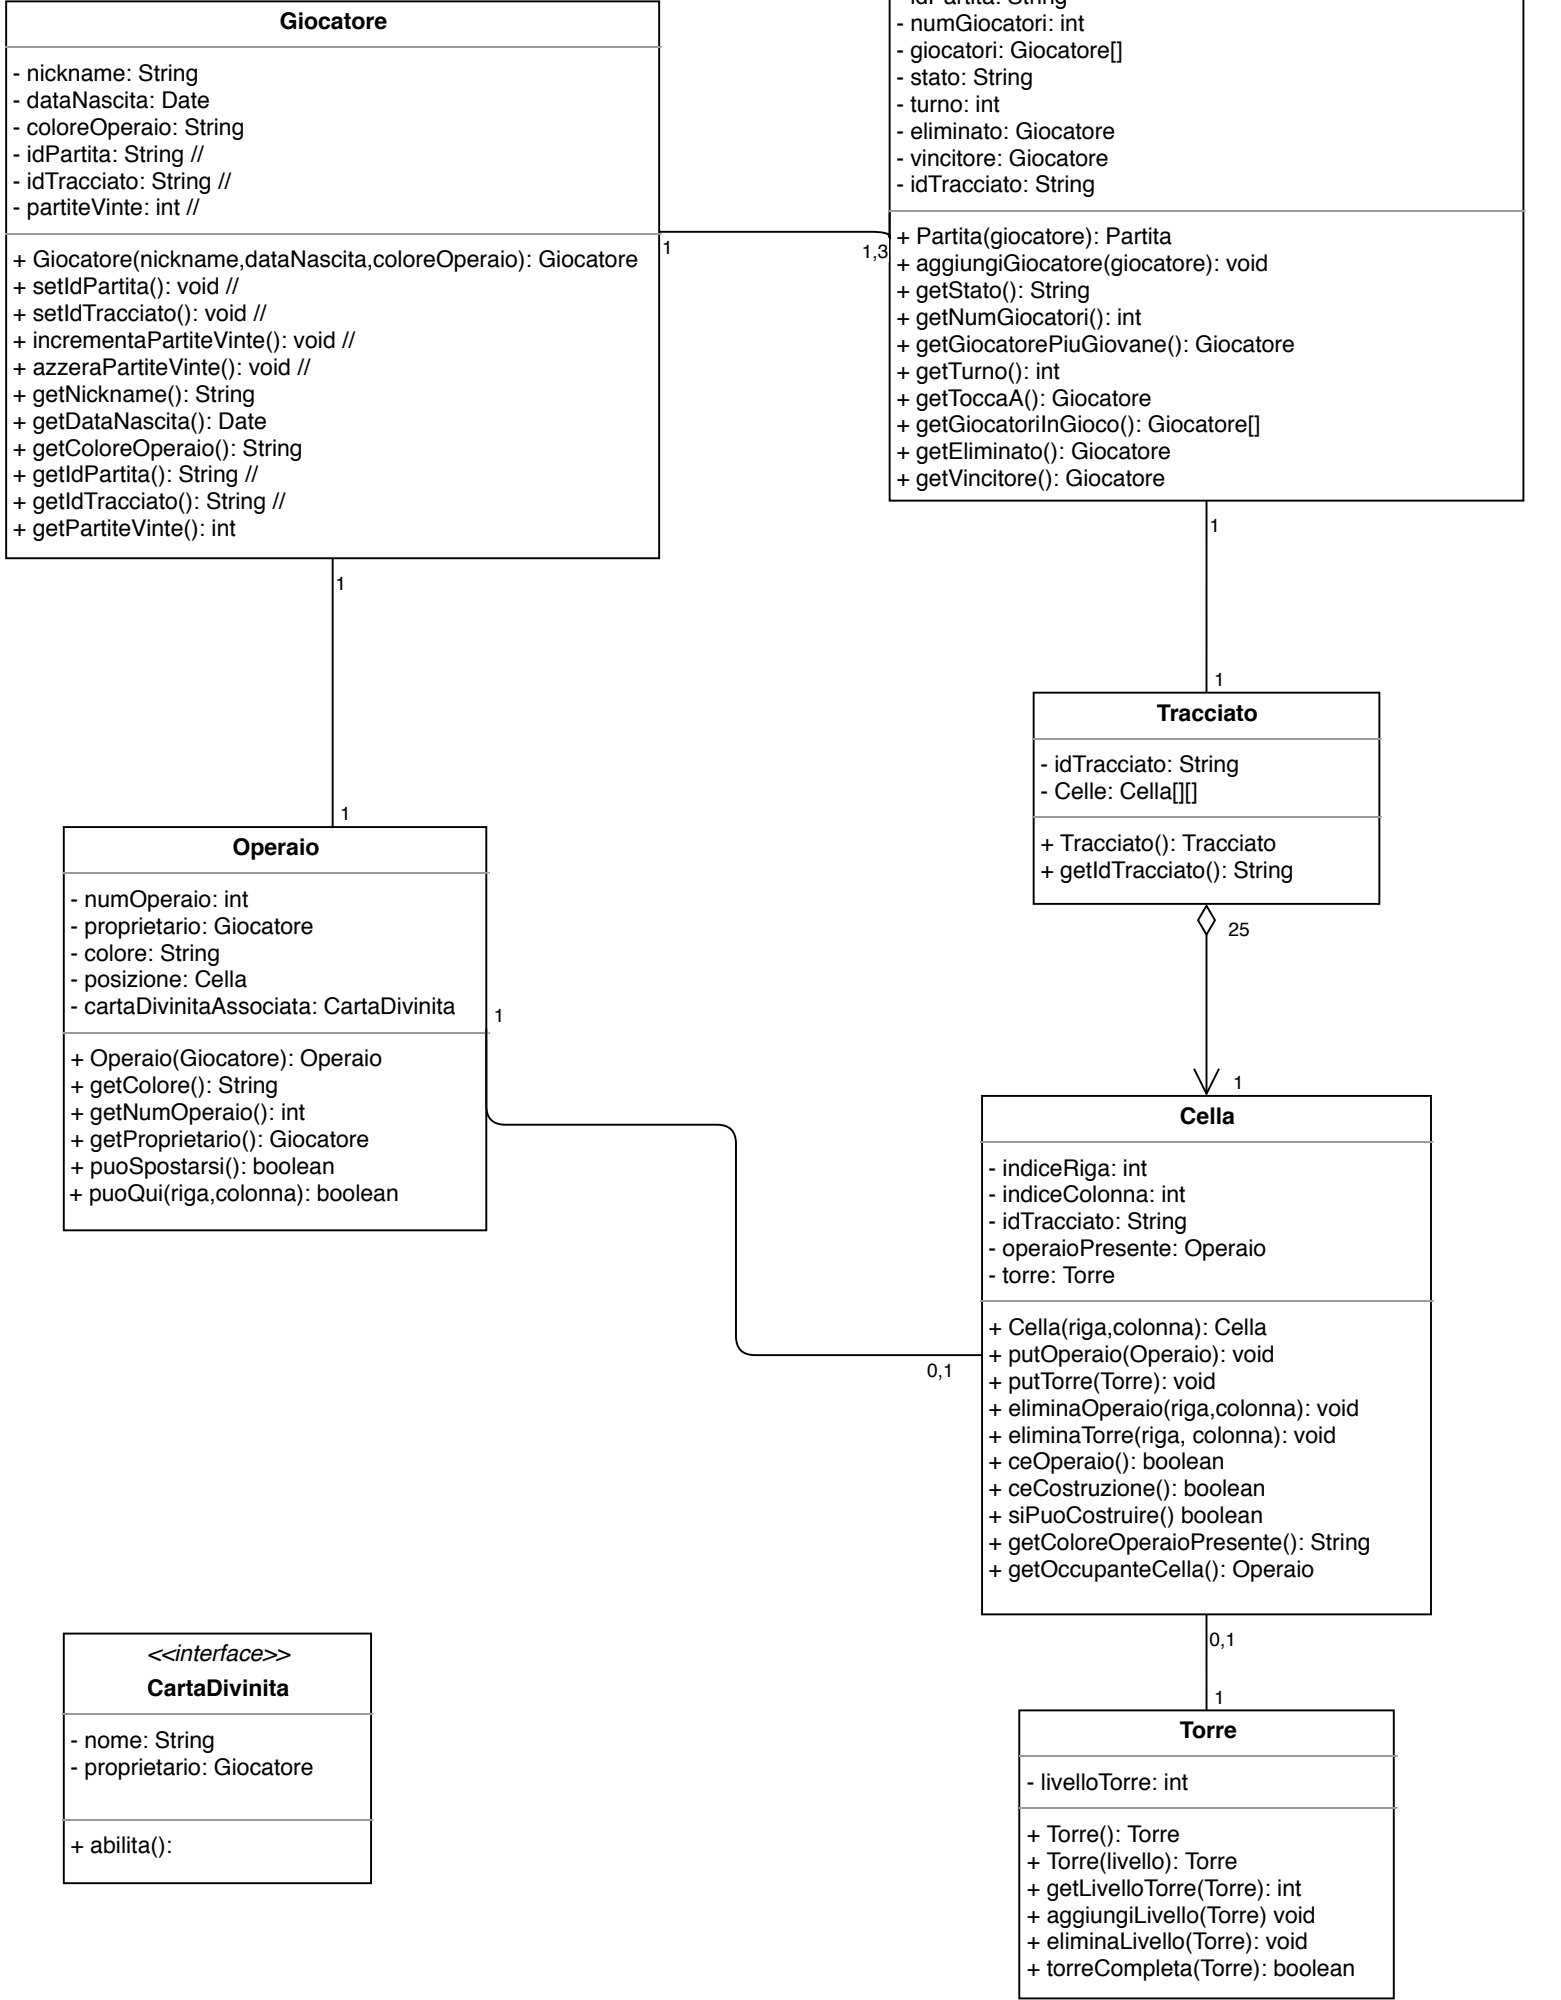 Giocatore
- nickname: String
- dataNascita: Date
- coloreOperaio: String
- idPartita: String //
- idTracciato: String //
- partiteVinte: int //
+ Giocatore(nickname,dataNascita,coloreOperaio): Giocatore
+ setIdPartita(): void //
+ setIdTracciato(): void //
+ incrementaPartiteVinte(): void //
+ azzeraPartiteVinte(): void //
+ getNickname(): String
+ getDataNascita(): Date
+ getColoreOperaio(): String
+ getIdPartita(): String //
+ getIdTracciato(): String //
+ getPartiteVinte(): int
1
1,3
- idPartita: String
- numGiocatori: int
- giocatori: Giocatore[]
- stato: String
- turno: int
- eliminato: Giocatore
- vincitore: Giocatore
- idTracciato: String
+ Partita(giocatore): Partita
+ aggiungiGiocatore(giocatore): void
+ getStato(): String
+ getNumGiocatori(): int
+ getGiocatorePiuGiovane(): Giocatore
+ getTurno(): int
+ getToccaA(): Giocatore
+ getGiocatoriInGioco(): Giocatore[]
+ getEliminato(): Giocatore
+ getVincitore(): Giocatore
1
1
1
1
Tracciato
- idTracciato: String
- Celle: Cella[][]
+ Tracciato(): Tracciato
+ getIdTracciato(): String
25
1
Operaio
- numOperaio: int
- proprietario: Giocatore
- colore: String
- posizione: Cella
- cartaDivinitaAssociata: CartaDivinita
+ Operaio(Giocatore): Operaio
+ getColore(): String
+ getNumOperaio(): int
+ getProprietario(): Giocatore
+ puoSpostarsi(): boolean
+ puoQui(riga,colonna): boolean
1
0,1
Cella
- indiceRiga: int
- indiceColonna: int
- idTracciato: String
- operaioPresente: Operaio
- torre: Torre
+ Cella(riga,colonna): Cella
+ putOperaio(Operaio): void
+ putTorre(Torre): void
+ eliminaOperaio(riga,colonna): void
+ eliminaTorre(riga, colonna): void
+ ceOperaio(): boolean
+ ceCostruzione(): boolean
+ siPuoCostruire() boolean
+ getColoreOperaioPresente(): String
+ getOccupanteCella(): Operaio
0,1
1
<<interface>>
CartaDivinita
- nome: String
- proprietario: Giocatore
+ abilita():
Torre
- livelloTorre: int
+ Torre(): Torre
+ Torre(livello): Torre
+ getLivelloTorre(Torre): int
+ aggiungiLivello(Torre) void
+ eliminaLivello(Torre): void
+ torreCompleta(Torre): boolean